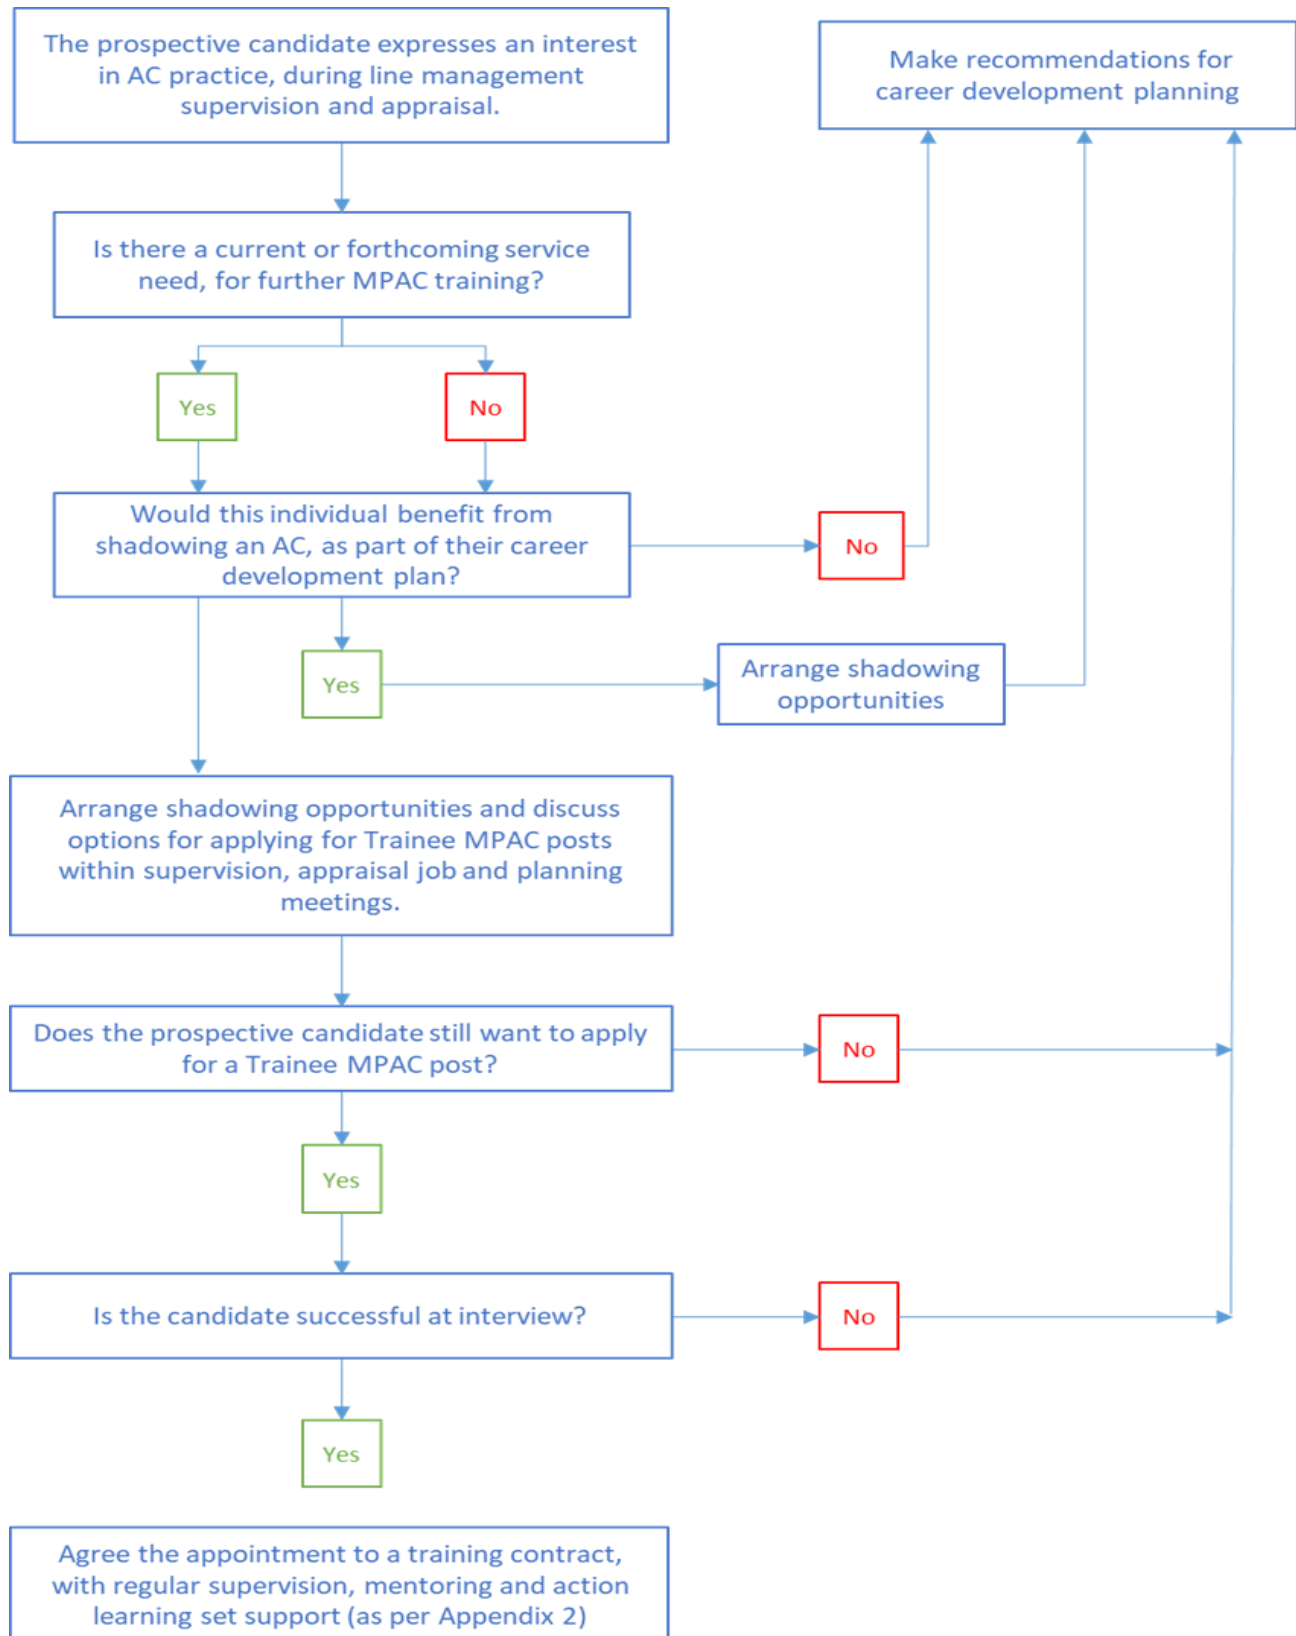 The prospective candidate expresses an interest
in AC practice, during line management
supervision and appraisal.
Make recommendations for
career development planning
Is there a current or forthcoming service
need, for further MPAC training?
Yes
No
Would this individual benefit from
shadowing an AC, as part of their career
development plan?
No
Yes
Arrange shadowing
opportunities
Arrange shadowing opportunities and discuss
options for applying for Trainee MPAC posts
within supervision, appraisal job and planning
meetings.
Does the prospective candidate still want to apply
for a Trainee MPAC post?
No
Yes
Is the candidate successful at interview?
No
Yes
Agree the appointment to a training contract,
with regular supervision, mentoring and action
learning set support (as per Appendix 2)